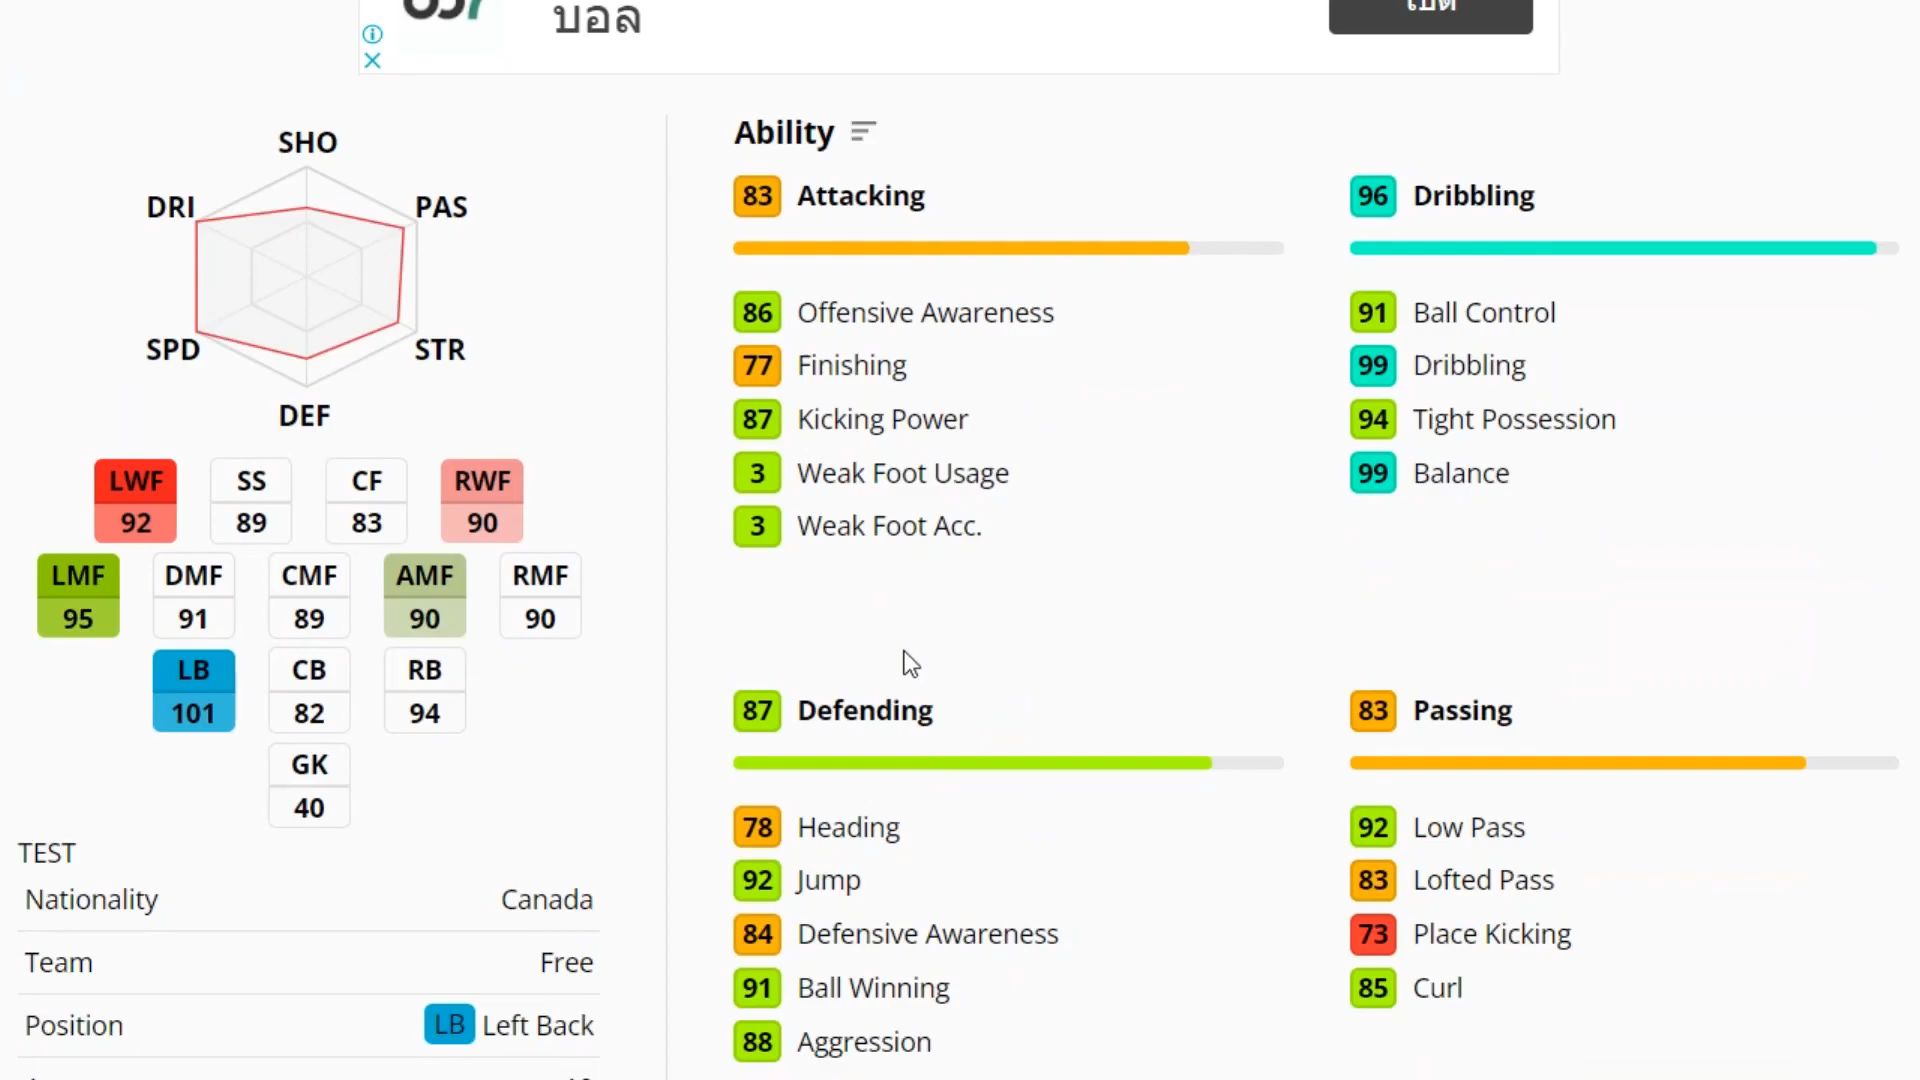 บอล
เปิด
SHO
DRI
PAS
SPD
STR
DEF
LWF SS CF RWF
92 89 83 90
LMF DMF CMF AMF RMF
95 91 89 90 90
LB CB RB
101 82 94
GK
40
TEST
Nationality Canada
Team Free
Position LB Left Back
Ability
83 Attacking
86 Offensive Awareness
77 Finishing
87 Kicking Power
3 Weak Foot Usage
3 Weak Foot Acc.
96 Dribbling
91 Ball Control
99 Dribbling
94 Tight Possession
99 Balance
87 Defending
78 Heading
92 Jump
84 Defensive Awareness
91 Ball Winning
88 Aggression
83 Passing
92 Low Pass
83 Lofted Pass
73 Place Kicking
85 Curl